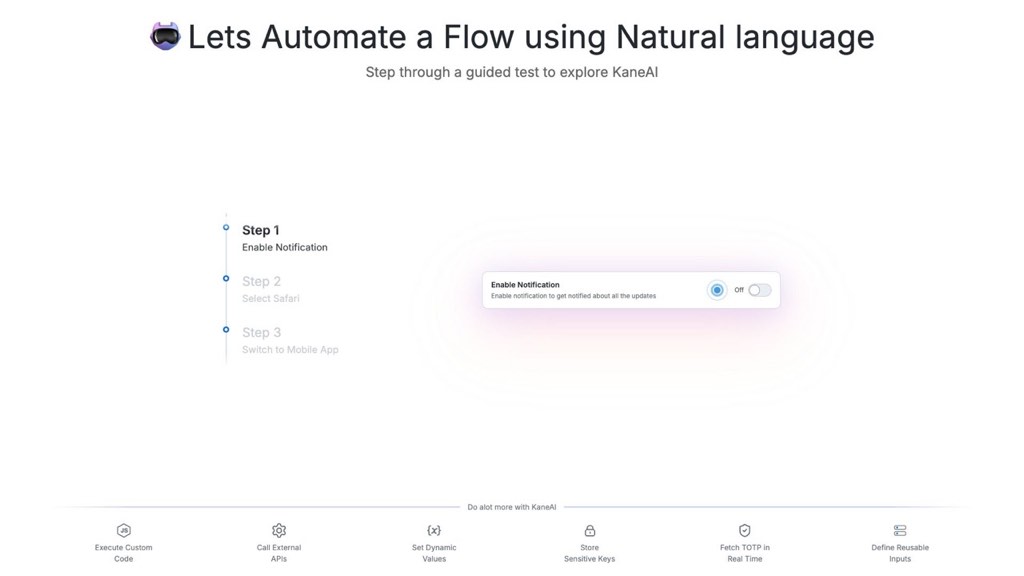 Lets Automate a Flow using Natural language
Step through a guided test to explore KaneAI
Step 1
Enable Notification
Step 2
Select Safari
Step 3
Switch to Mobile App
Enable Notification
Enable notification to get notified about all the updates
Off
Do alot more with KaneAI
JS
Execute Custom
Code
Call External
APIs
{x}
Set Dynamic
Values
Store
Sensitive Keys
Fetch TOTP in
Real Time
Define Reusable
Inputs